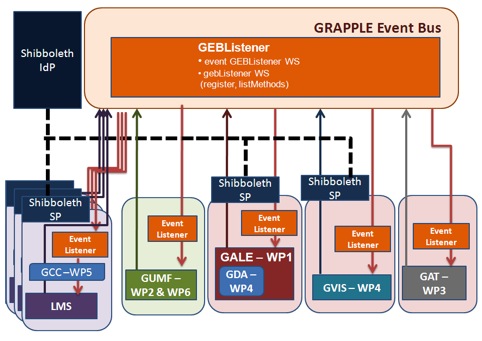 Shibboleth
IdP
GRAPPLE Event Bus
GEBListener
• event GEBListener WS
• gebListener WS
(register, listMethods)
Shibboleth
SP
Event
Listener
GCC–WP5
LMS
Event
Listener
GUMF –
WP2 & WP6
Shibboleth
SP
Event
Listener
GALE – WP1
GDA –
WP4
Shibboleth
SP
Event
Listener
GVIS – WP4
Event
Listener
GAT –
WP3